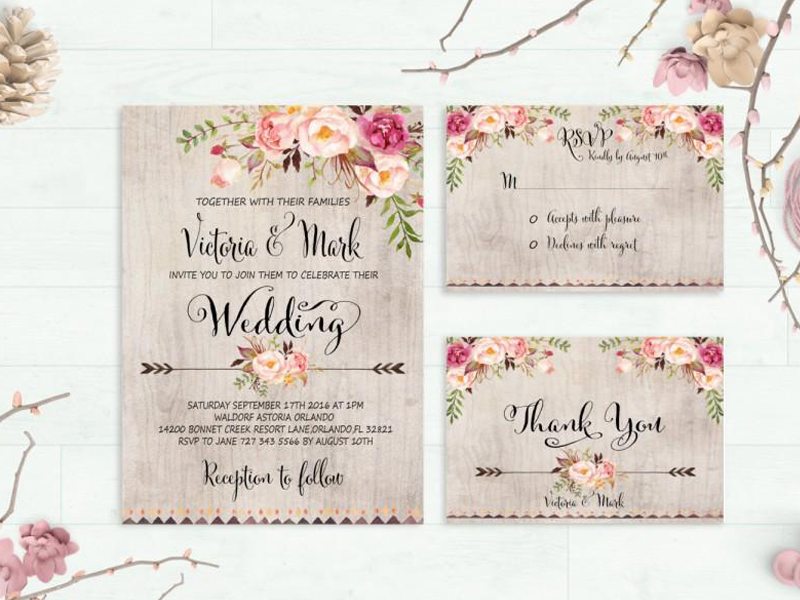 TOGETHER WITH THEIR FAMILIES
Victoria & Mark
INVITE YOU TO JOIN THEM TO CELEBRATE THEIR
Wedding
SATURDAY SEPTEMBER 17TH 2016 AT 1PM
WALDORF ASTORIA ORLANDO
14200 BONNET CREEK RESORT LANE,ORLANDO,FL 32821
RSVP TO JANE 727 343 5566 BY AUGUST 10TH
Reception to follow
RSVP
Kindly by August 10th
M
Accepts with pleasure
Declines with regret
Thank You
Victoria & Mark